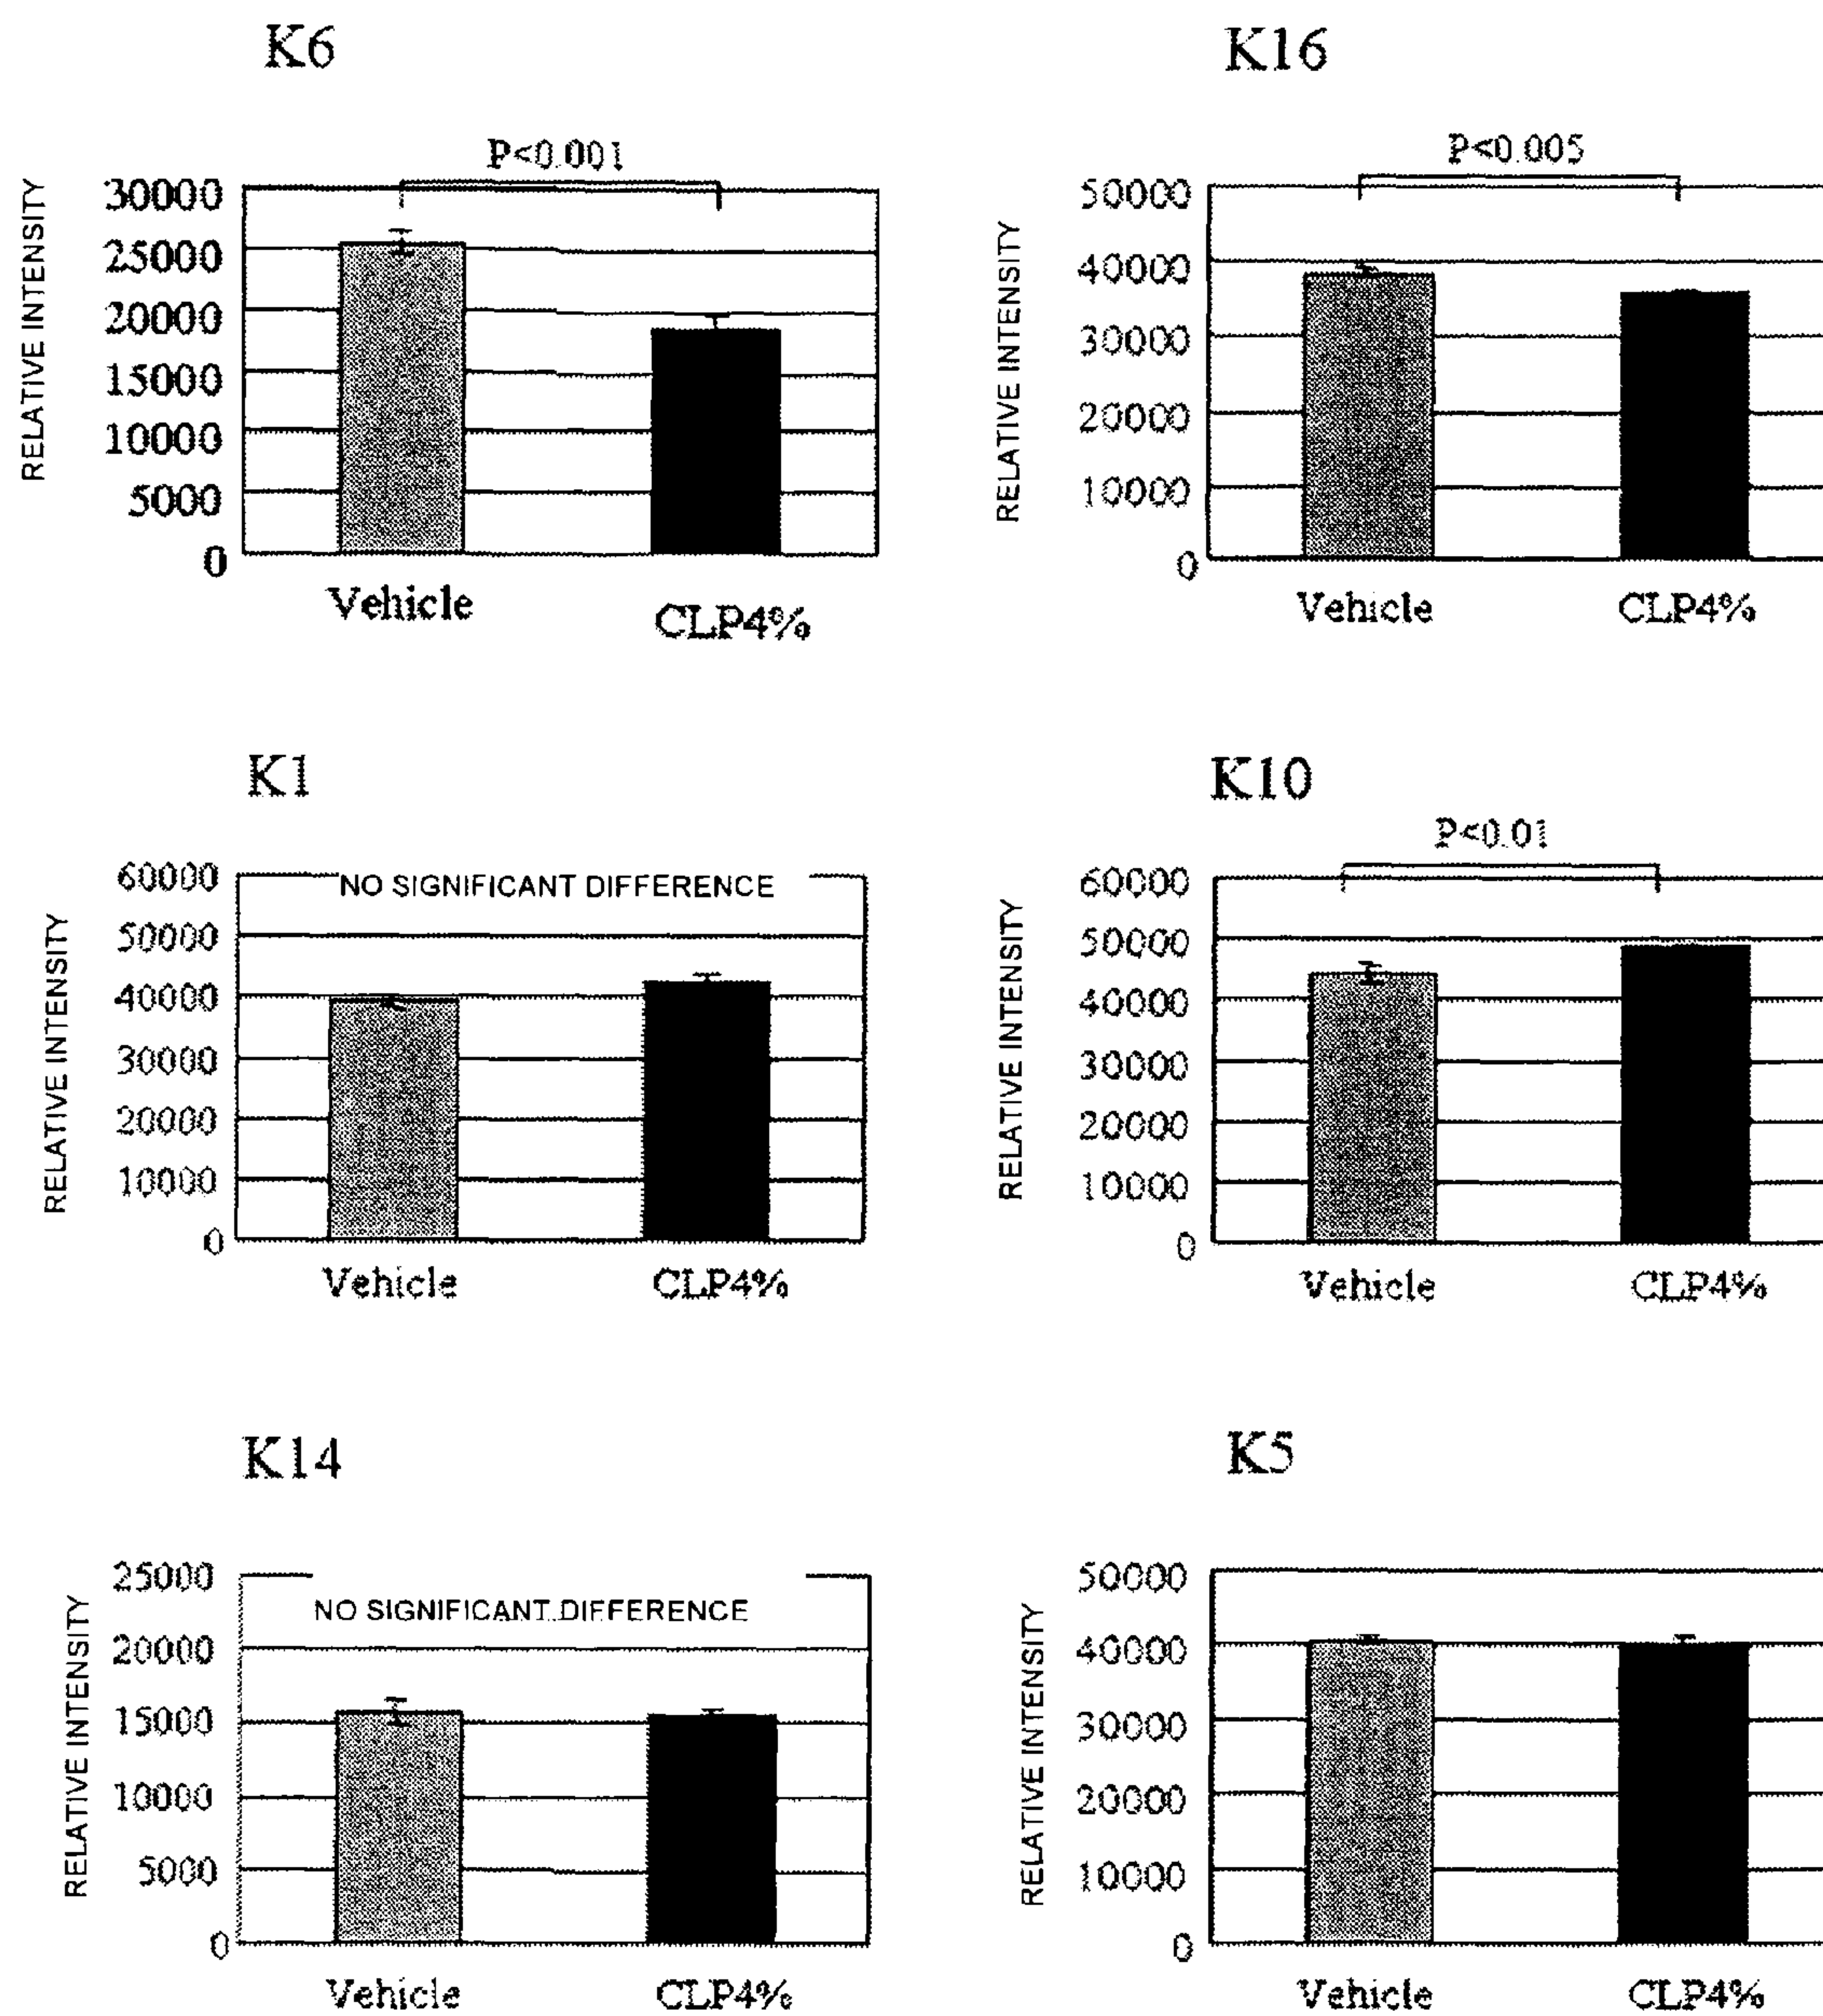 K6
P<0.001
RELATIVE INTENSITY
30000
25000
20000
15000
10000
5000
0
Vehicle
CLP4%
K16
P<0.005
RELATIVE INTENSITY
50000
40000
30000
20000
10000
0
Vehicle
CLP4%
K1
NO SIGNIFICANT DIFFERENCE
RELATIVE INTENSITY
60000
50000
40000
30000
20000
10000
0
Vehicle
CLP4%
K10
P<0.01
RELATIVE INTENSITY
60000
50000
40000
30000
20000
10000
0
Vehicle
CLP4%
K14
NO SIGNIFICANT DIFFERENCE
RELATIVE INTENSITY
25000
20000
15000
10000
5000
0
Vehicle
CLP4%
K5
RELATIVE INTENSITY
50000
40000
30000
20000
10000
0
Vehicle
CLP4%